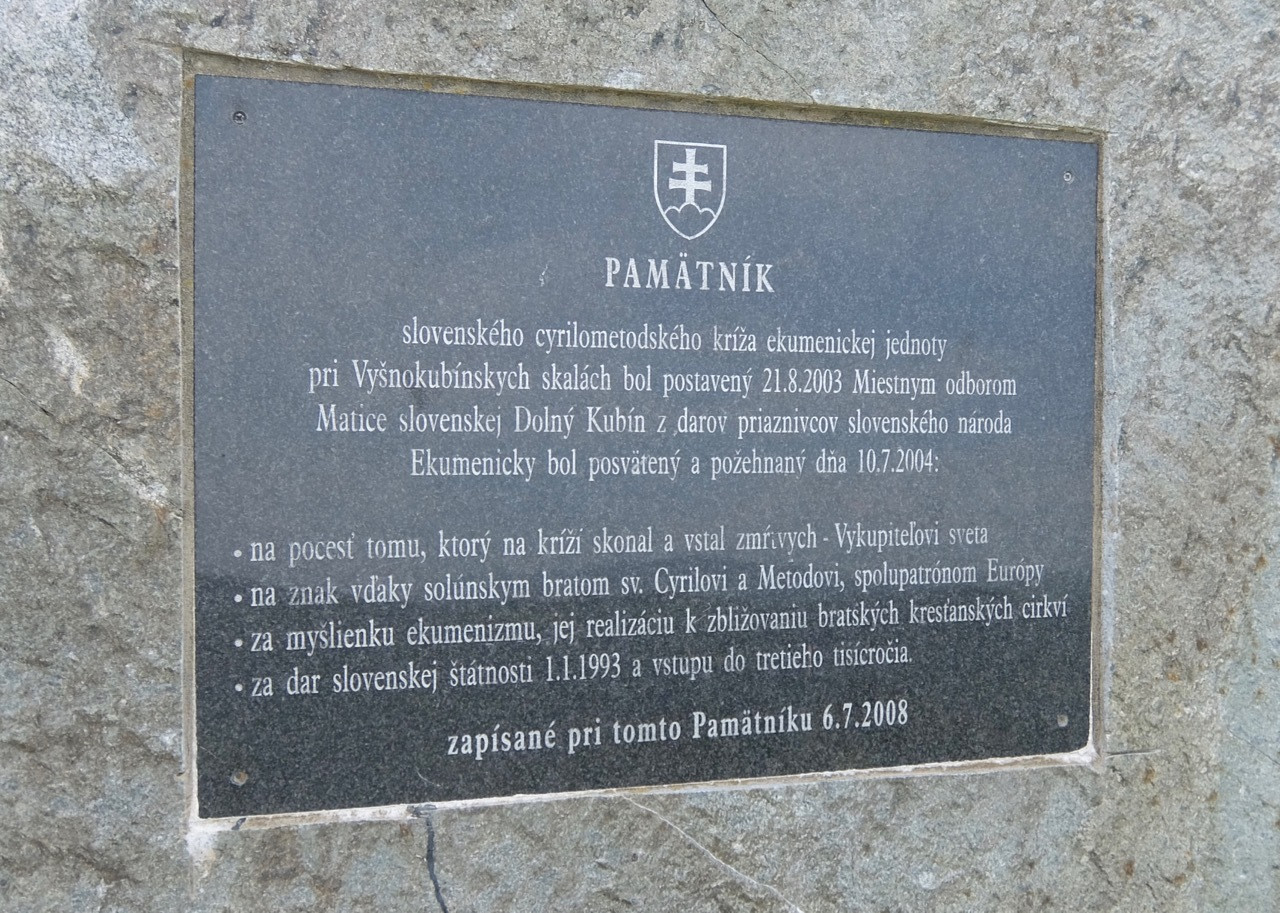 PAMÄTNÍK
slovenského cyrilometodského kríža ekumenickej jednoty
pri Vyšnokubínskych skalách bol postavený 21.8.2003 Miestnym odborom
Matice slovenskej Dolný Kubín z darov priaznivcov slovenského národa
Ekumenicky bol posvätený a požehnaný dňa 10.7.2004:
• na pocesť tomu, ktorý na kríži skonal a vstal zmŕtvych - Vykupiteľovi sveta
• na znak vďaky solúnskym bratom sv. Cyrilovi a Metodovi, spolupatrónom Európy
• za myšlienku ekumenizmu, jej realizáciu k zbližovaniu bratských kresťanských cirkví
• za dar slovenskej štátnosti 1.1.1993 a vstupu do tretieho tisícročia.
zapísané pri tomto Pamätníku 6.7.2008